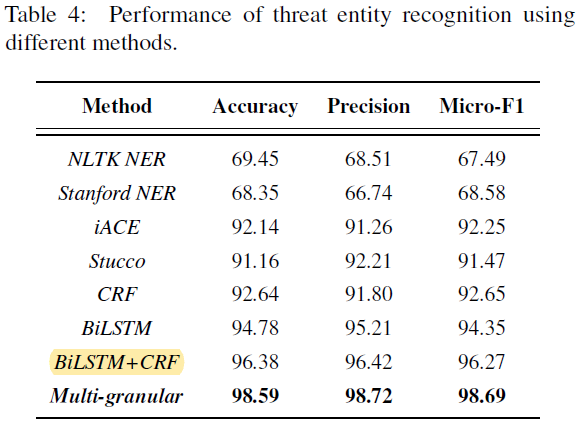 Table 4: Performance of threat entity recognition using
different methods.
Method Accuracy Precision Micro-F1
NLTK NER 69.45 68.51 67.49
Stanford NER 68.35 66.74 68.58
iACE 92.14 91.26 92.25
Stucco 91.16 92.21 91.47
CRF 92.64 91.80 92.65
BiLSTM 94.78 95.21 94.35
BiLSTM+CRF 96.38 96.42 96.27
Multi-granular 98.59 98.72 98.69